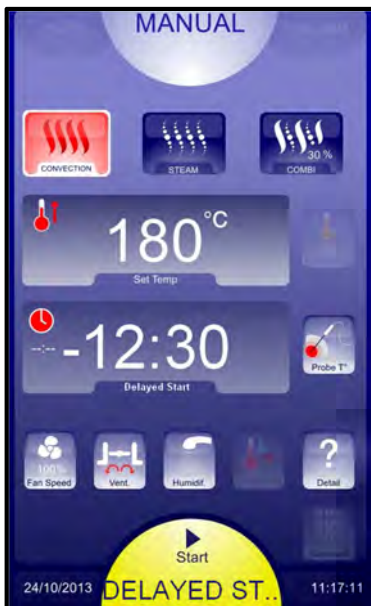 MANUAL
CONVECTION
STEAM
30 %
COMBI
180°C
Set Temp
--:-- -12:30
Delayed Start
Probe T°
100%
Fan Speed
Vent.
Humidif.
?
Detail
Start
24/10/2013 DELAYED ST.. 11:17:11